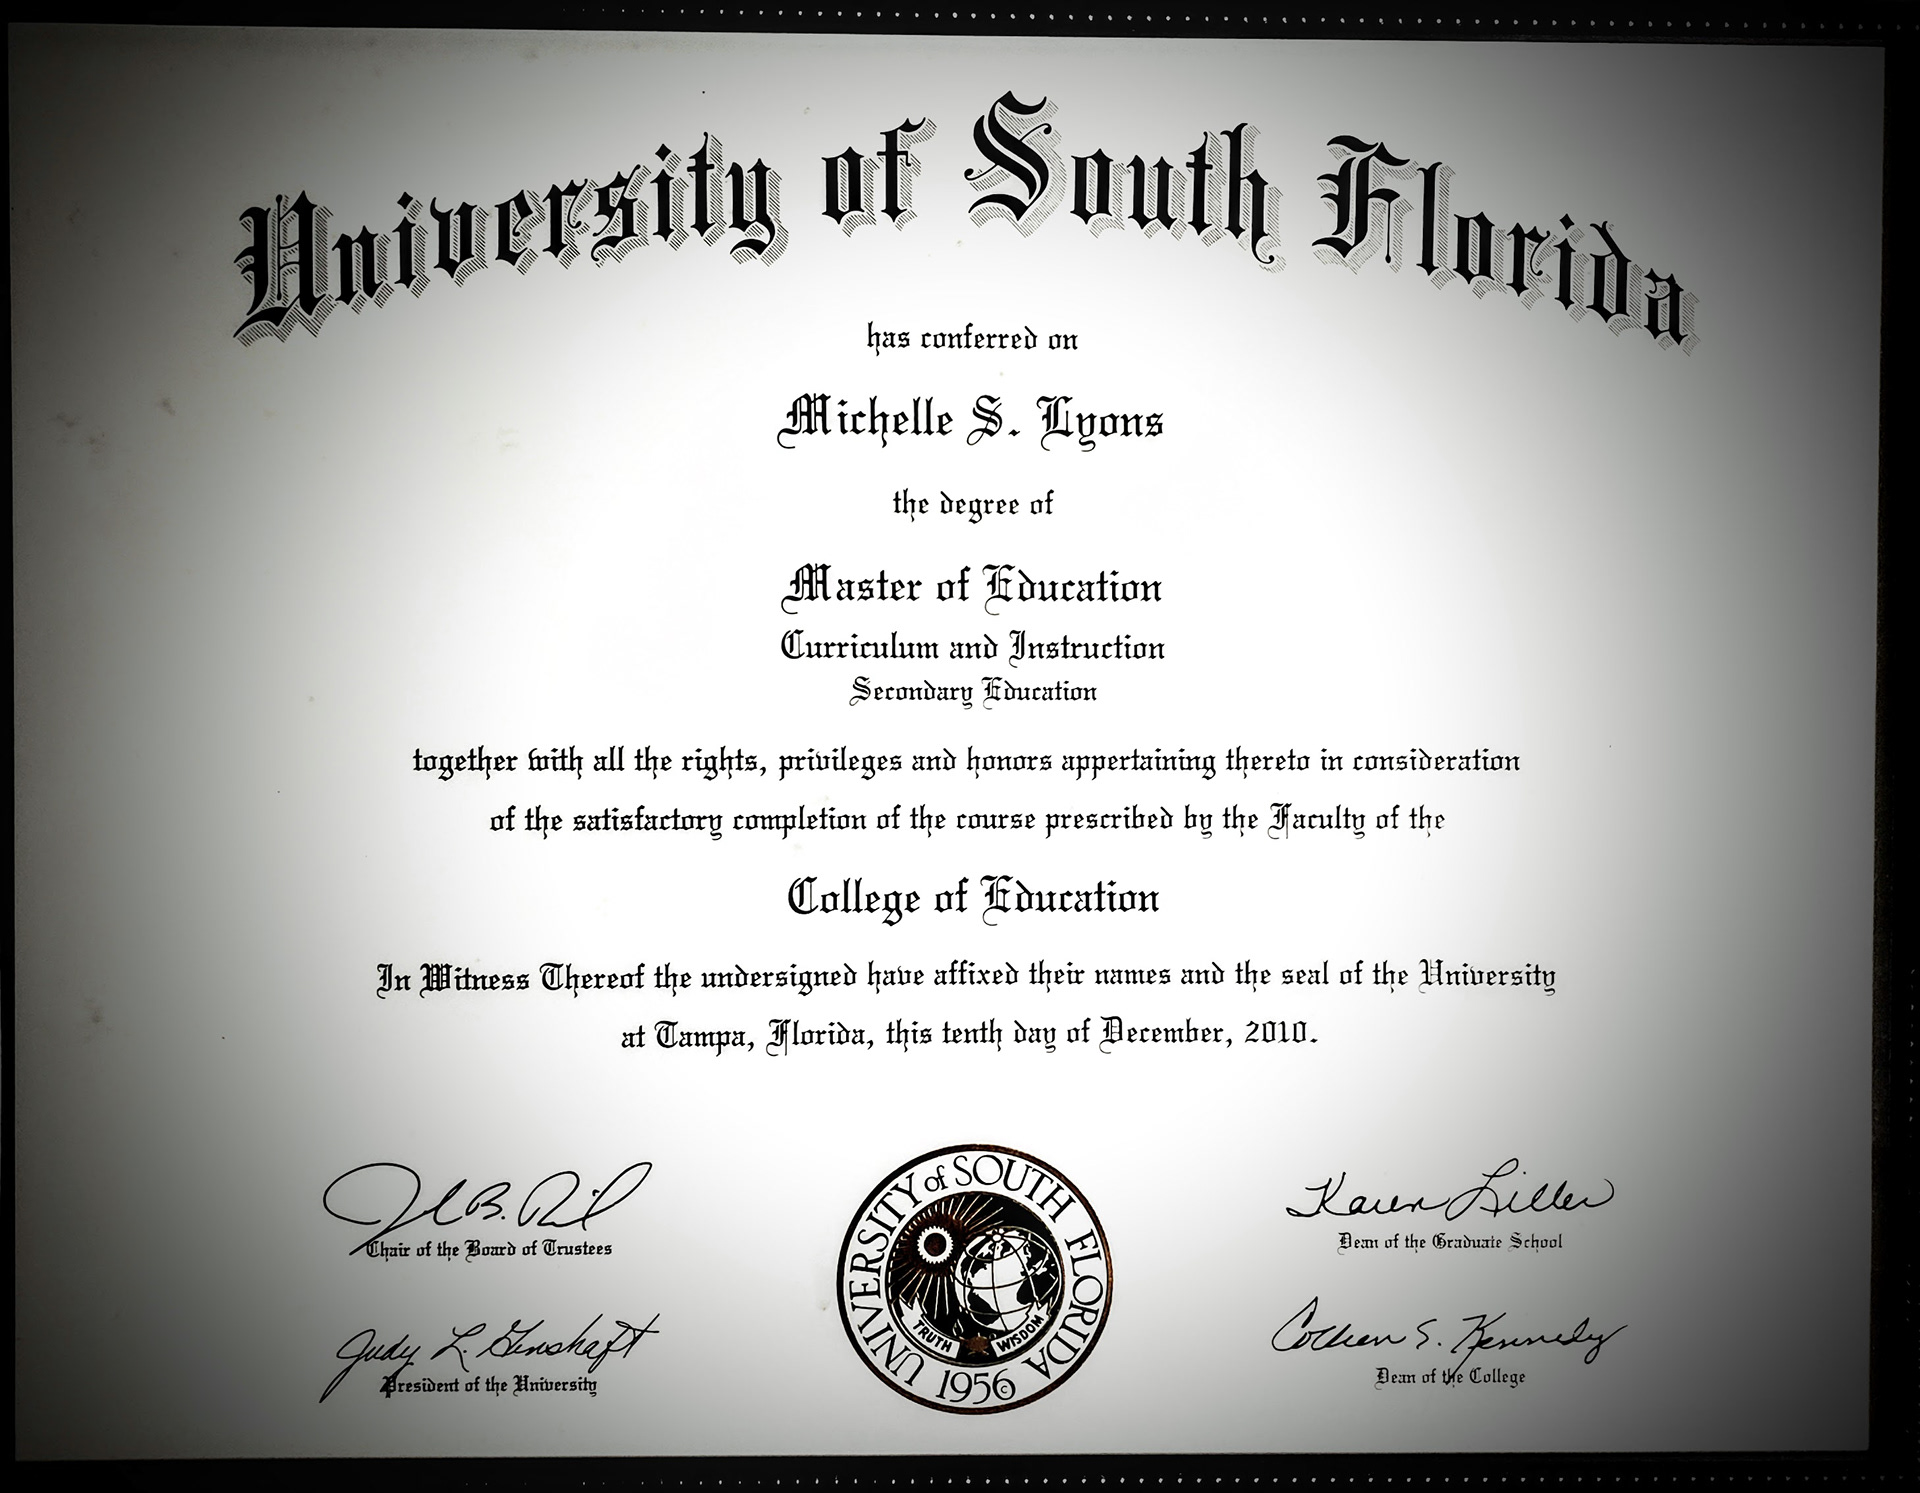 University of South Florida
has conferred on
Michelle S. Lyons
the degree of
Master of Education
Curriculum and Instruction
Secondary Education
together with all the rights, privileges and honors appertaining thereto in consideration
of the satisfactory completion of the course prescribed by the Faculty of the
College of Education
In Witness Thereof the undersigned have affixed their names and the seal of the University
at Tampa, Florida, this tenth day of December, 2010.
Chair of the Board of Trustees
Karen Liller
Dean of the Graduate School
Judy L. Genshaft
President of the University
Colleen S. Kennedy
Dean of the College
UNIVERSITY of SOUTH FLORIDA
TRUTH WISDOM
1956